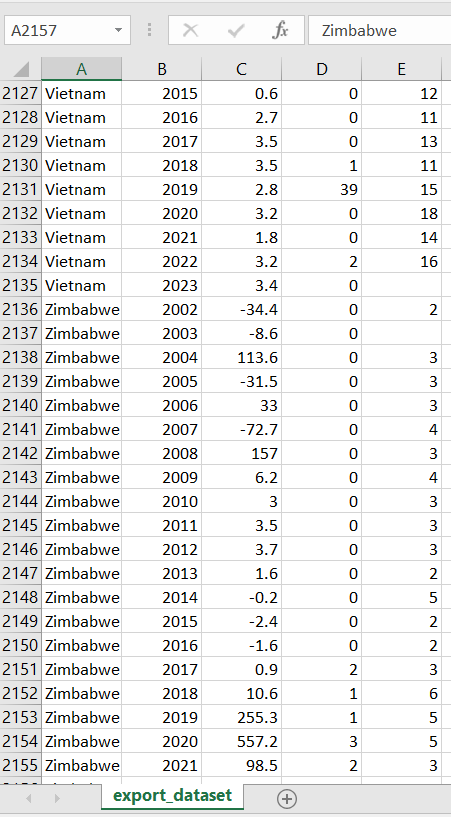 A2157 fx Zimbabwe
A B C D E
2127 Vietnam 2015 0.6 0 12
2128 Vietnam 2016 2.7 0 11
2129 Vietnam 2017 3.5 0 13
2130 Vietnam 2018 3.5 1 11
2131 Vietnam 2019 2.8 39 15
2132 Vietnam 2020 3.2 0 18
2133 Vietnam 2021 1.8 0 14
2134 Vietnam 2022 3.2 2 16
2135 Vietnam 2023 3.4 0
2136 Zimbabwe 2002 -34.4 0 2
2137 Zimbabwe 2003 -8.6 0
2138 Zimbabwe 2004 113.6 0 3
2139 Zimbabwe 2005 -31.5 0 3
2140 Zimbabwe 2006 33 0 3
2141 Zimbabwe 2007 -72.7 0 4
2142 Zimbabwe 2008 157 0 3
2143 Zimbabwe 2009 6.2 0 4
2144 Zimbabwe 2010 3 0 3
2145 Zimbabwe 2011 3.5 0 3
2146 Zimbabwe 2012 3.7 0 3
2147 Zimbabwe 2013 1.6 0 2
2148 Zimbabwe 2014 -0.2 0 5
2149 Zimbabwe 2015 -2.4 0 2
2150 Zimbabwe 2016 -1.6 0 2
2151 Zimbabwe 2017 0.9 2 3
2152 Zimbabwe 2018 10.6 1 6
2153 Zimbabwe 2019 255.3 1 5
2154 Zimbabwe 2020 557.2 3 5
2155 Zimbabwe 2021 98.5 2 3
export_dataset